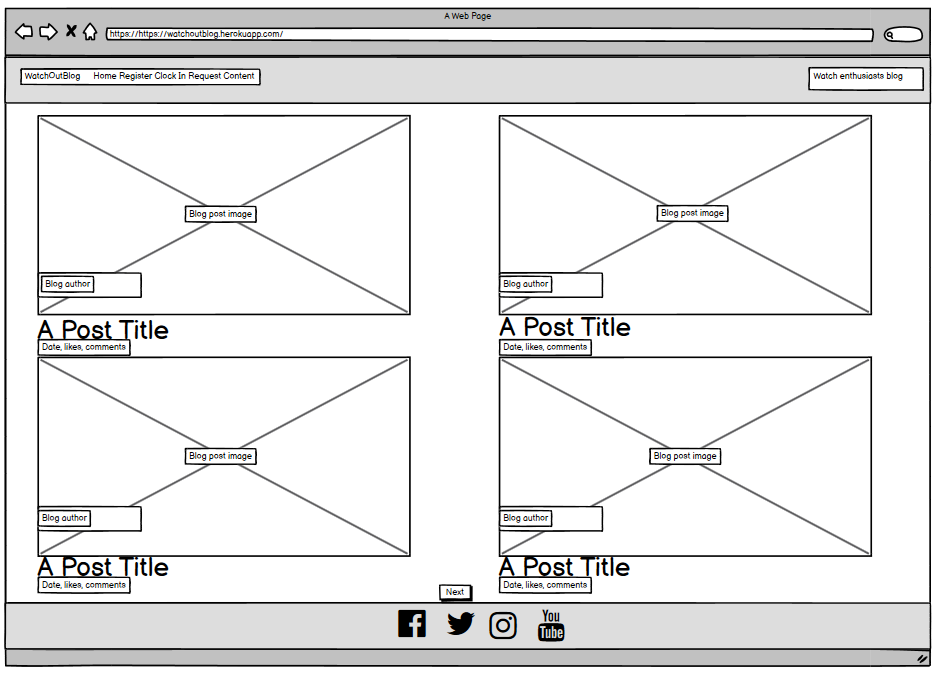 A Web Page
https://https://watchoutblog.herokuapp.com/
WatchOutBlog Home Register Clock In Request Content
Watch enthusiasts blog
Blog post image
Blog post image
Blog author
Blog author
A Post Title
A Post Title
Date, likes, comments
Date, likes, comments
Blog post image
Blog post image
Blog author
Blog author
A Post Title
A Post Title
Date, likes, comments
Date, likes, comments
Next
You
Tube